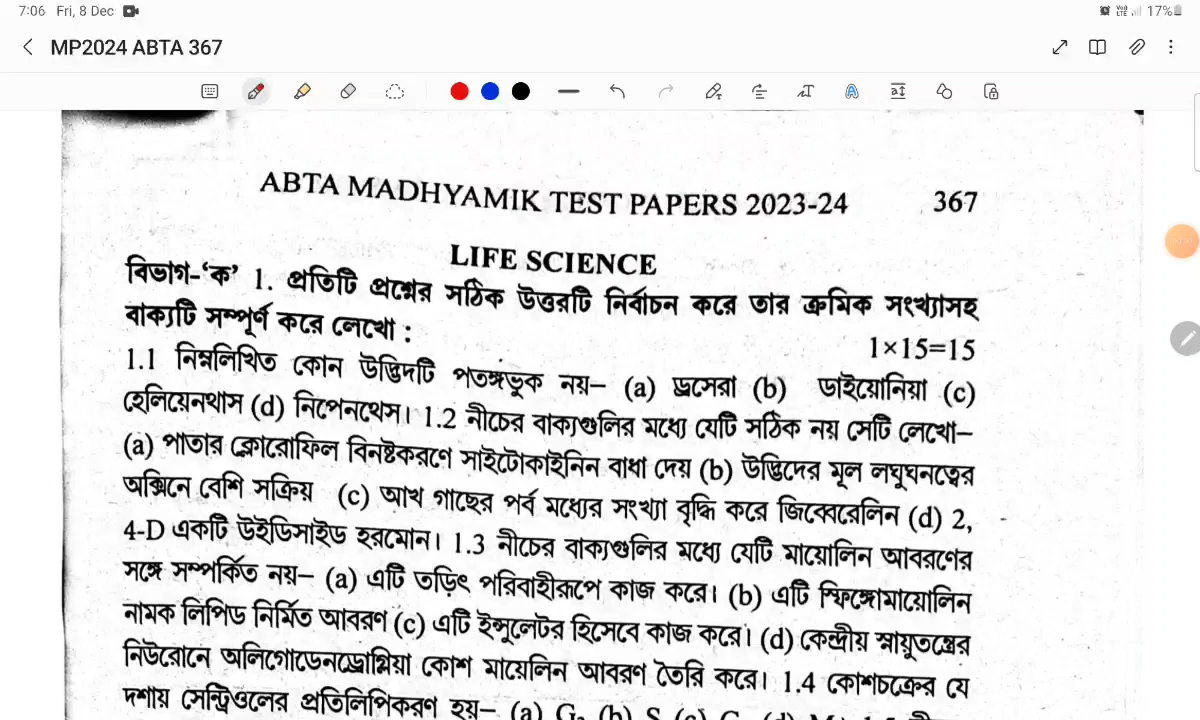 7:06 Fri, 8 Dec
17%
MP2024 ABTA 367
ABTA MADHYAMIK TEST PAPERS 2023-24 367
LIFE SCIENCE
বিভাগ-‘ক’ 1. প্রতিটি প্রশ্নের সঠিক উত্তরটি নির্বাচন করে তার ক্রমিক সংখ্যাসহ
বাক্যটি সম্পূর্ণ করে লেখো :
1×15=15
1.1 নিম্নলিখিত কোন উদ্ভিদটি পতঙ্গভুক নয়– (a) ড্রসেরা (b) ডাইয়োনিয়া (c)
হেলিয়েনথাস (d) নিপেনথেস। 1.2 নীচের বাক্যগুলির মধ্যে যেটি সঠিক নয় সেটি লেখো–
(a) পাতার ক্লোরোফিল বিনষ্টকরণে সাইটোকাইনিন বাধা দেয় (b) উদ্ভিদের মূল লঘুঘনত্বের
অক্সিনে বেশি সক্রিয় (c) আখ গাছের পর্ব মধ্যের সংখ্যা বৃদ্ধি করে জিব্বেরেলিন (d) 2,
4-D একটি উইডিসাইড হরমোন। 1.3 নীচের বাক্যগুলির মধ্যে যেটি মায়োলিন আবরণের
সঙ্গে সম্পর্কিত নয়– (a) এটি তড়িৎ পরিবাহীরূপে কাজ করে। (b) এটি স্ফিঙ্গোমায়োলিন
নামক লিপিড নির্মিত আবরণ (c) এটি ইন্সুলেটর হিসেবে কাজ করে। (d) কেন্দ্রীয় স্নায়ুতন্ত্রের
নিউরোনে অলিগোডেনড্রোগ্লিয়া কোশ মায়েলিন আবরণ তৈরি করে। 1.4 কোশচক্রের যে
দশায় সেন্ট্রিওলের প্রতিলিপিকরণ হয়– (a) G (b) S (c) G